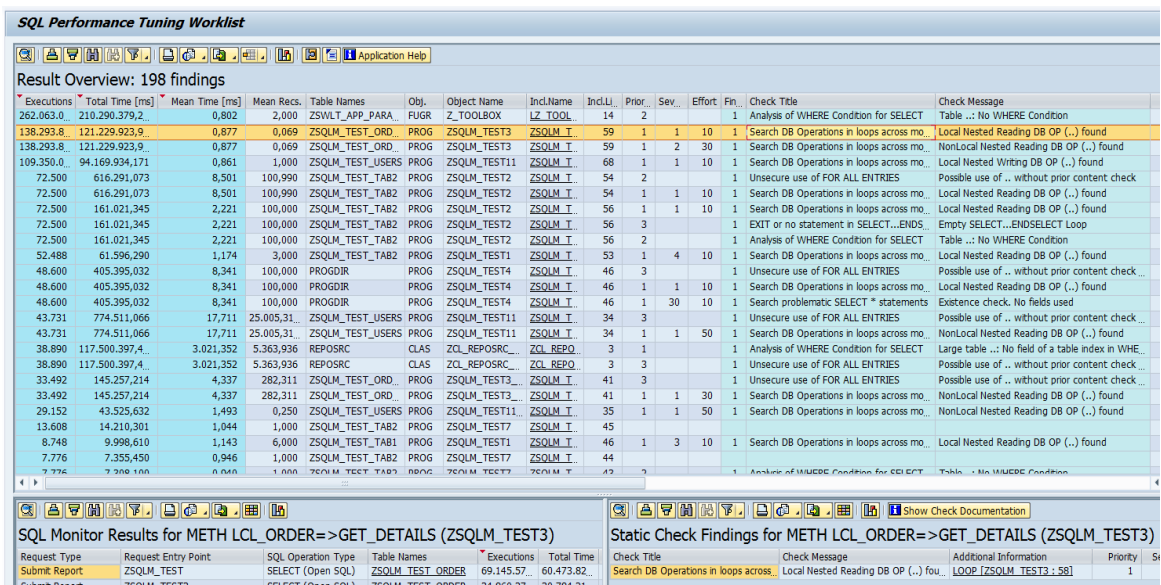 SQL Performance Tuning Worklist
Application Help
Result Overview: 198 findings
Executions Total Time [ms] Mean Time [ms] Mean Recs. Table Names Obj. Object Name Incl.Name Incl.Li... Prior... Sev... Effort Fin... Check Title Check Message
262.063.0... 210.290.379,2... 0,802 2,000 ZSWLT_APP_PARA... FUGR Z_TOOLBOX LZ_TOOL... 14 2 1 Analysis of WHERE Condition for SELECT Table ..: No WHERE Condition
138.293.8... 121.229.923,9... 0,877 0,069 ZSQLM_TEST_ORD... PROG ZSQLM_TEST3 ZSQLM_T... 59 1 1 10 1 Search DB Operations in loops across mo... Local Nested Reading DB OP (..) found
138.293.8... 121.229.923,9... 0,877 0,069 ZSQLM_TEST_ORD... PROG ZSQLM_TEST3 ZSQLM_T... 59 1 2 30 1 Search DB Operations in loops across mo... NonLocal Nested Reading DB OP (..) found
109.350.0... 94.169.934,171 0,861 1,000 ZSQLM_TEST_USERS PROG ZSQLM_TEST11 ZSQLM_T... 68 1 1 10 1 Search DB Operations in loops across mo... Local Nested Writing DB OP (..) found
72.500 616.291,073 8,501 100,990 ZSQLM_TEST_TAB2 PROG ZSQLM_TEST2 ZSQLM_T... 54 2 1 Unsecure use of FOR ALL ENTRIES Possible use of .. without prior content check
72.500 616.291,073 8,501 100,990 ZSQLM_TEST_TAB2 PROG ZSQLM_TEST2 ZSQLM_T... 54 1 1 10 1 Search DB Operations in loops across mo... Local Nested Reading DB OP (..) found
72.500 161.021,345 2,221 100,000 ZSQLM_TEST_TAB2 PROG ZSQLM_TEST2 ZSQLM_T... 56 1 1 10 1 Search DB Operations in loops across mo... Local Nested Reading DB OP (..) found
72.500 161.021,345 2,221 100,000 ZSQLM_TEST_TAB2 PROG ZSQLM_TEST2 ZSQLM_T... 56 3 1 EXIT or no statement in SELECT...ENDS... Empty SELECT...ENDSELECT Loop
72.500 161.021,345 2,221 100,000 ZSQLM_TEST_TAB2 PROG ZSQLM_TEST2 ZSQLM_T... 56 2 1 Analysis of WHERE Condition for SELECT Table ..: No WHERE Condition
52.488 61.596,290 1,174 3,000 ZSQLM_TEST_TAB2 PROG ZSQLM_TEST1 ZSQLM_T... 53 1 4 10 1 Search DB Operations in loops across mo... Local Nested Reading DB OP (..) found
48.600 405.395,032 8,341 100,000 PROGDIR PROG ZSQLM_TEST4 ZSQLM_T... 46 3 1 Unsecure use of FOR ALL ENTRIES Possible use of .. without prior content check ...
48.600 405.395,032 8,341 100,000 PROGDIR PROG ZSQLM_TEST4 ZSQLM_T... 46 1 1 10 1 Search DB Operations in loops across mo... Local Nested Reading DB OP (..) found
48.600 405.395,032 8,341 100,000 PROGDIR PROG ZSQLM_TEST4 ZSQLM_T... 46 1 30 10 1 Search problematic SELECT * statements Existence check. No fields used
43.731 774.511,066 17,711 25.005,31... ZSQLM_TEST_USERS PROG ZSQLM_TEST11 ZSQLM_T... 34 3 1 Unsecure use of FOR ALL ENTRIES Possible use of .. without prior content check ...
43.731 774.511,066 17,711 25.005,31... ZSQLM_TEST_USERS PROG ZSQLM_TEST11 ZSQLM_T... 34 1 1 50 1 Search DB Operations in loops across mo... NonLocal Nested Reading DB OP (..) found
38.890 117.500.397,4... 3.021,352 5.363,936 REPOSRC CLAS ZCL_REPOSRC_... ZCL_REPO... 3 1 1 Analysis of WHERE Condition for SELECT Large table ..: No field of a table index in WHE...
38.890 117.500.397,4... 3.021,352 5.363,936 REPOSRC CLAS ZCL_REPOSRC_... ZCL_REPO... 3 3 1 Unsecure use of FOR ALL ENTRIES Possible use of .. without prior content check ...
33.492 145.257,214 4,337 282,311 ZSQLM_TEST_ORD... PROG ZSQLM_TEST3_... ZSQLM_T... 41 3 1 Unsecure use of FOR ALL ENTRIES Possible use of .. without prior content check ...
33.492 145.257,214 4,337 282,311 ZSQLM_TEST_ORD... PROG ZSQLM_TEST3_... ZSQLM_T... 41 1 1 30 1 Search DB Operations in loops across mo... NonLocal Nested Reading DB OP (..) found
29.152 43.525,632 1,493 0,250 ZSQLM_TEST_USERS PROG ZSQLM_TEST11_... ZSQLM_T... 35 1 1 50 1 Search DB Operations in loops across mo... NonLocal Nested Reading DB OP (..) found
13.608 14.210,301 1,044 1,000 ZSQLM_TEST_TAB2 PROG ZSQLM_TEST7 ZSQLM_T... 45
8.748 9.998,610 1,143 6,000 ZSQLM_TEST_TAB1 PROG ZSQLM_TEST1 ZSQLM_T... 46 1 3 10 1 Search DB Operations in loops across mo... Local Nested Reading DB OP (..) found
7.776 7.355,450 0,946 1,000 ZSQLM_TEST_TAB2 PROG ZSQLM_TEST7 ZSQLM_T... 44
7.776 7.308,100 0,940 1,000 ZSQLM_TEST_TAB2 PROG ZSQLM_TEST7 ZSQLM_T... 43 2 1 Analysis of WHERE Condition for SELECT Table ..: No WHERE Condition
Show Check Documentation
SQL Monitor Results for METH LCL_ORDER=>GET_DETAILS (ZSQLM_TEST3)
Request Type Request Entry Point SQL Operation Type Table Names Executions Total Time
Submit Report ZSQLM_TEST SELECT (Open SQL) ZSQLM_TEST_ORDER 69.145.57... 60.473.82...
Submit Report ZSQLM_TEST3 SELECT (Open SQL) ZSQLM_TEST_ORDER
Static Check Findings for METH LCL_ORDER=>GET_DETAILS (ZSQLM_TEST3)
Check Title Check Message Additional Information Priority Se
Search DB Operations in loops across... Local Nested Reading DB OP (..) fou... LOOP [ZSQLM_TEST3 : 58] 1